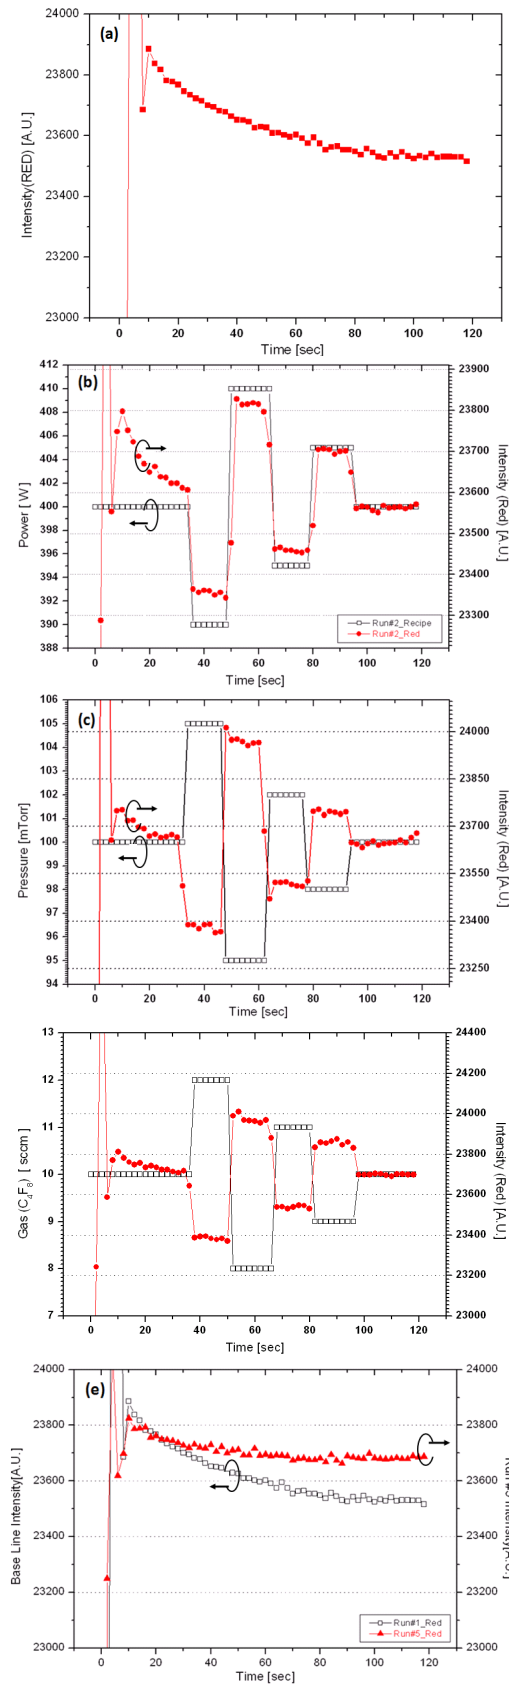 (a)
24000
23800
23600
23400
23200
23000
Intensity(RED) [A.U.]
0 20 40 60 80 100 120
Time [sec]
(b)
412
410
408
406
404
402
400
398
396
394
392
390
388
Power [ W]
23900
23800
23700
23600
23500
23400
23300
Intensity (Red) [A.U.]
Run#2_Recipe
Run#2_Red
0 20 40 60 80 100 120
Time [sec]
(c)
106
105
104
103
102
101
100
99
98
97
96
95
94
Pressure [mTorr]
24000
23850
23700
23550
23400
23250
Intensity (Red) [A.U.]
0 20 40 60 80 100 120
Time [sec]
13
12
11
10
9
8
7
Gas (C4F8) [ sccm]
24400
24200
24000
23800
23600
23400
23200
23000
Intensity (Red) [A.U.]
0 20 40 60 80 100 120
Time [sec]
(e)
24000
23800
23600
23400
23200
23000
Base Line Intensity[A.U.]
24000
23800
23600
23400
23200
23000
Run#5 Intensity[A.U.]
Run#1_Red
Run#5_Red
0 20 40 60 80 100 120
Time [sec]